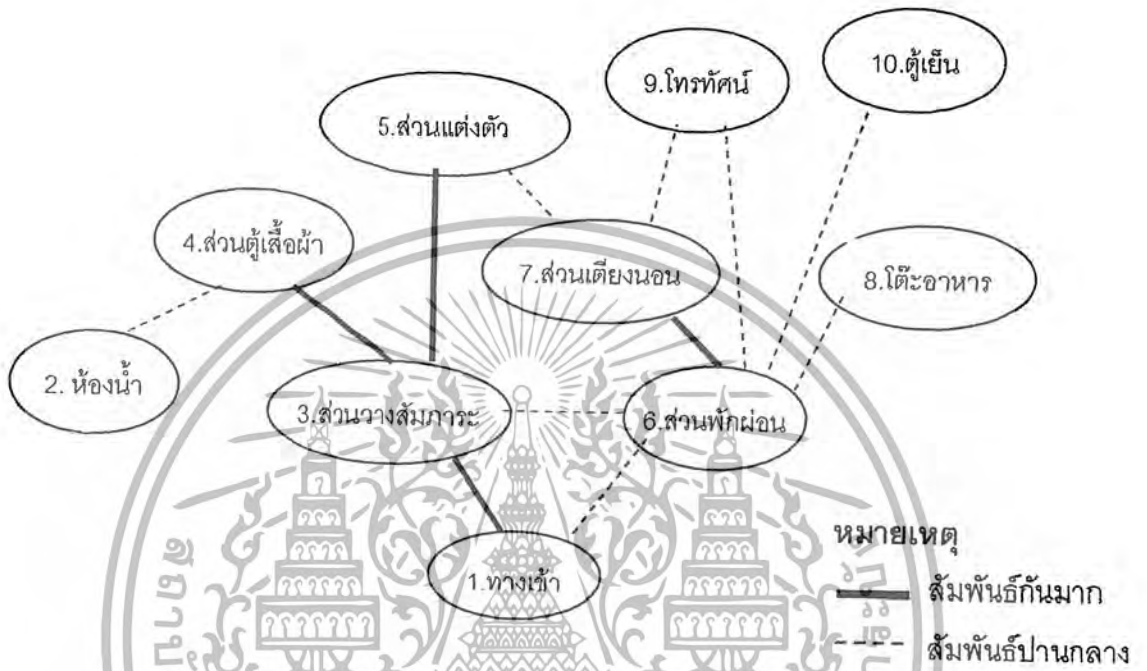 10.ตู้เย็น
9.โทรทัศน์
5.ส่วนแต่งตัว
4.ส่วนตู้เสื้อผ้า
7.ส่วนเตียงนอน
8.โต๊ะอาหาร
2. ห้องน้ำ
3.ส่วนวางสัมภาระ
6.ส่วนพักผ่อน
1.ทางเข้า
หมายเหตุ
สัมพันธ์กันมาก
สัมพันธ์ปานกลาง